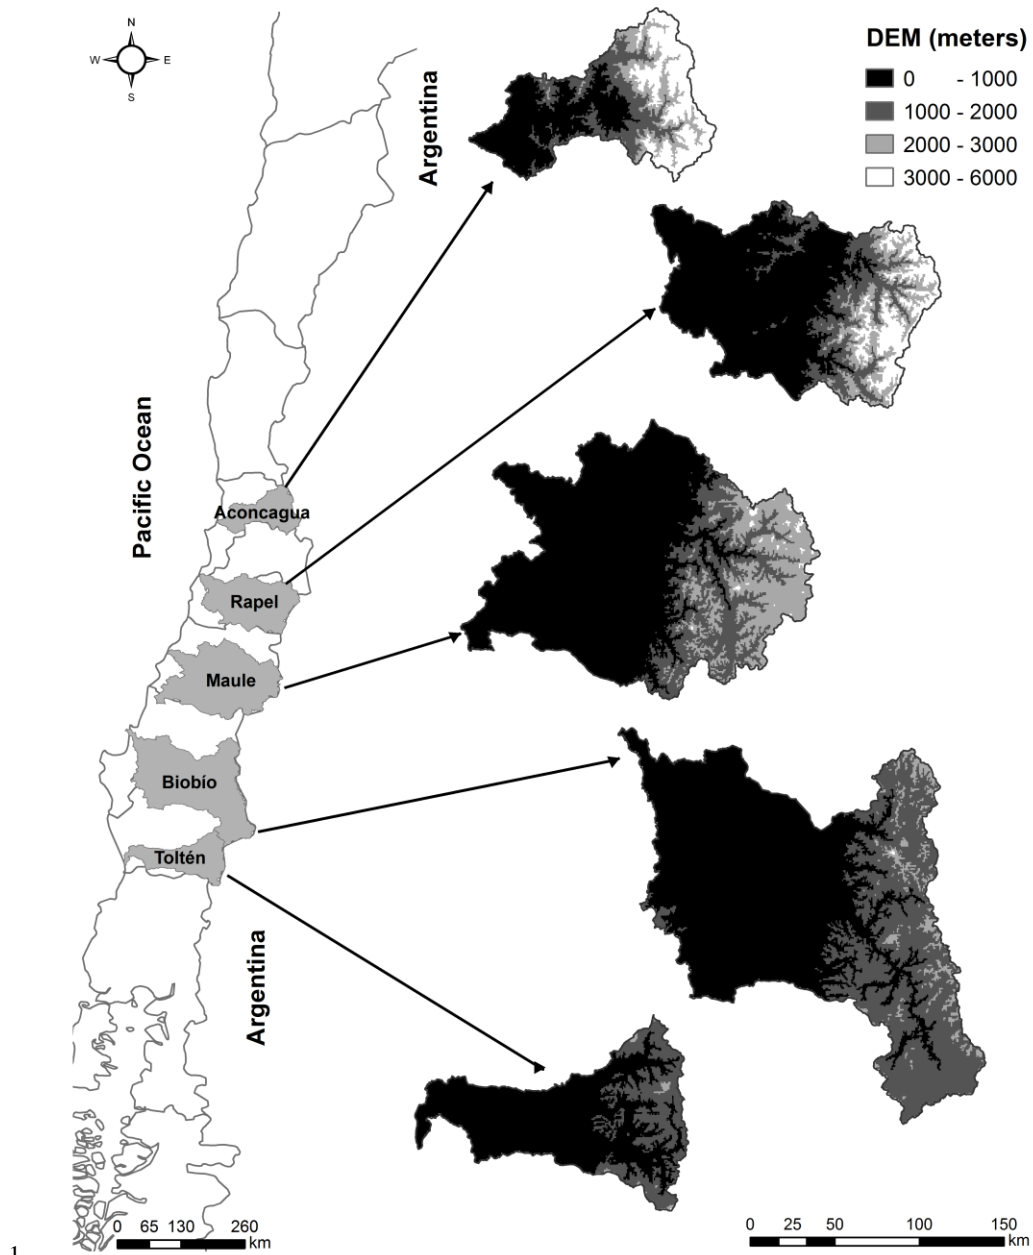 N
W E
S
Argentina
DEM (meters)
0 - 1000
1000 - 2000
2000 - 3000
3000 - 6000
Pacific Ocean
Aconcagua
Rapel
Maule
Biobío
Toltén
Argentina
0 65 130 260
km
0 25 50 100 150
km
1